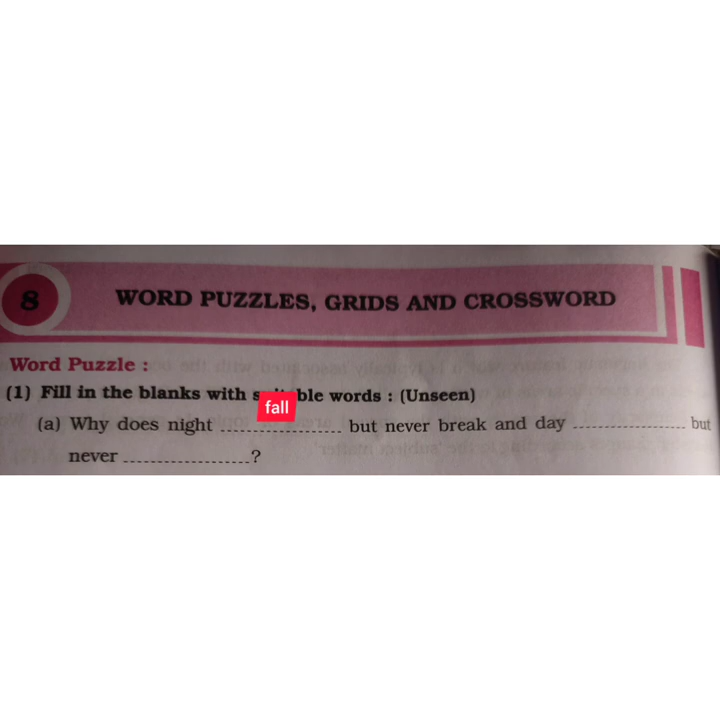 8
WORD PUZZLES, GRIDS AND CROSSWORD
Word Puzzle :
(1) Fill in the blanks with ble words : (Unseen)
fall
(a) Why does night ..................... but never break and day ................... but
never .....................?